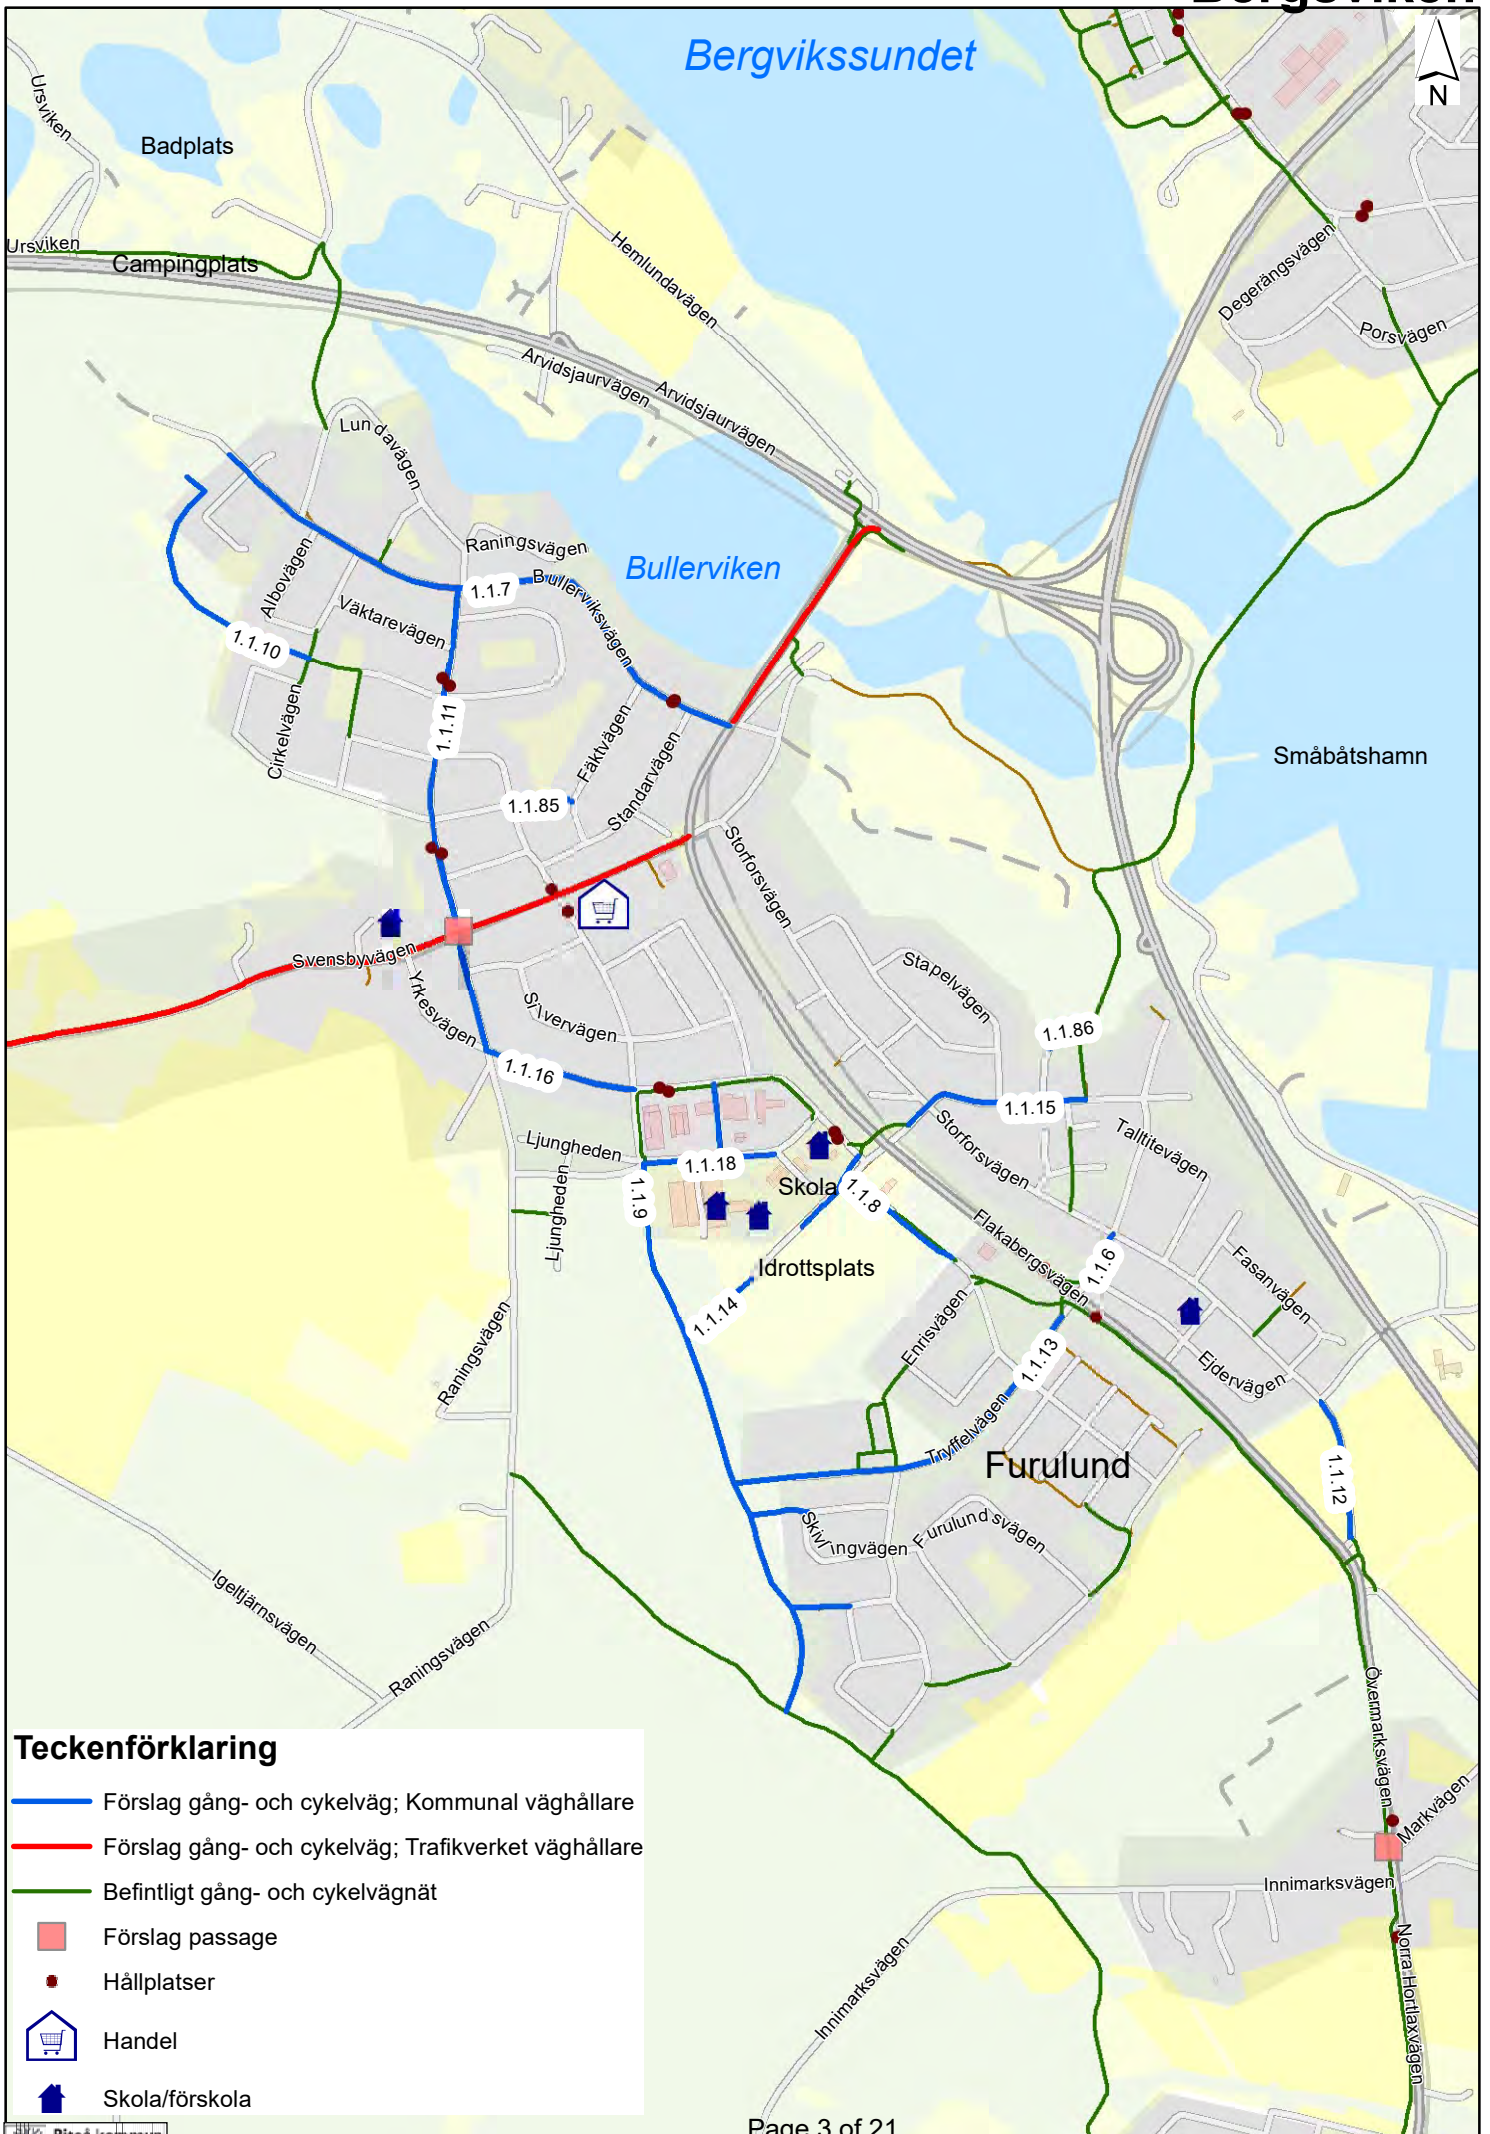 Bergsviken
Bergvikssundet
N
Ursviken
Badplats
Ursviken
Campingplats
Hemlundavägen
Degerängsvägen
Porsvägen
Arvidsjaurvägen
Arvidsjaurvägen
Lundavägen
Raningsvägen
Bullerviken
Albovägen
1.1.7
Bullerviksvägen
Väktarevägen
1.1.10
Cirkelvägen
1.1.11
Fäktvägen
Standarvägen
Småbåtshamn
1.1.85
Storforsvägen
Svensbyvägen
Stapelvägen
Yrkesvägen
Silvervägen
1.1.86
1.1.16
1.1.15
Storforsvägen
Talltitevägen
Ljungheden
1.1.18
1.1.9
Skola
1.1.8
Ljungheden
Flakabergsvägen
Idrottsplats
1.1.6
Fasanvägen
1.1.14
Enrisvägen
Raningsvägen
1.1.13
Ejdervägen
Tryffelvägen
Furulund
1.1.12
Skivlingvägen
Furulundsvägen
Igeltjärnsvägen
Raningsvägen
Övermarksvägen
Markvägen
Innimarksvägen
Innimarksvägen
Norra Hortlaxvägen
Teckenförklaring
Förslag gång- och cykelväg; Kommunal väghållare
Förslag gång- och cykelväg; Trafikverket väghållare
Befintligt gång- och cykelvägnät
Förslag passage
Hållplatser
Handel
Skola/förskola
Piteå kommun
Page 3 of 21